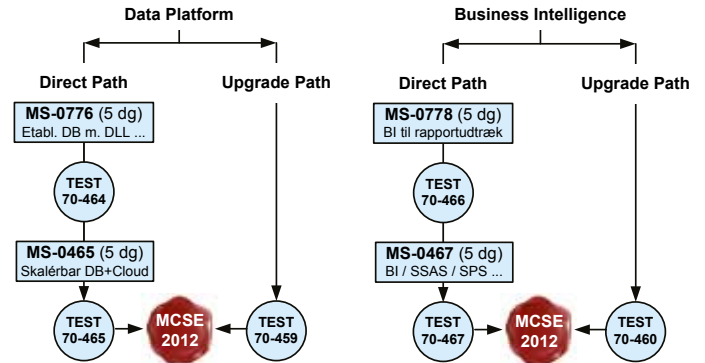 Data Platform
Direct Path
Upgrade Path
MS-0776 (5 dg)
Etabl. DB m. DLL ...
TEST
70-464
MS-0465 (5 dg)
Skalérbar DB+Cloud
TEST
70-465
MCSE
2012
TEST
70-459
Business Intelligence
Direct Path
Upgrade Path
MS-0778 (5 dg)
BI til rapportudtræk
TEST
70-466
MS-0467 (5 dg)
BI / SSAS / SPS ...
TEST
70-467
MCSE
2012
TEST
70-460